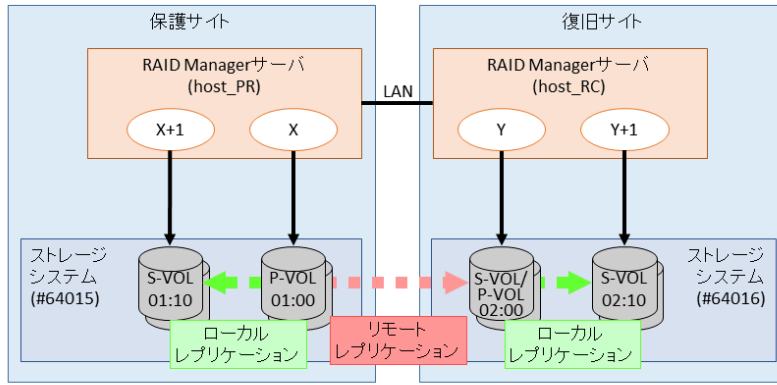 保護サイト
復旧サイト
RAID Managerサーバ
(host_PR)
LAN
RAID Managerサーバ
(host_RC)
X+1
X
Y
Y+1
ストレージ
システム
(#64015)
S-VOL
01:10
P-VOL
01:00
S-VOL/
P-VOL
02:00
S-VOL
02:10
ストレージ
システム
(#64016)
ローカル
レプリケーション
リモート
レプリケーション
ローカル
レプリケーション